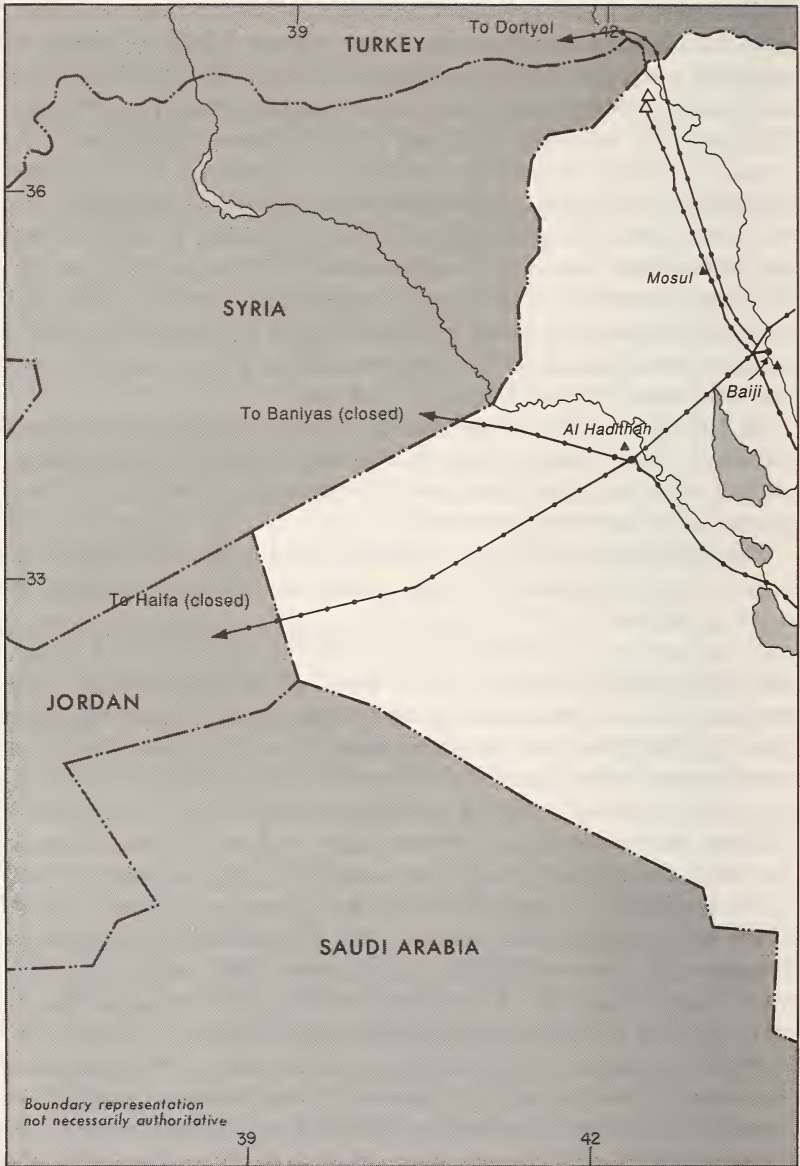 39
42
TURKEY
To Dortyol
36
Mosul
SYRIA
Baiji
To Baniyas (closed)
Al Hadithah
33
To Haifa (closed)
JORDAN
SAUDI ARABIA
Boundary representation
not necessarily authoritative
39
42